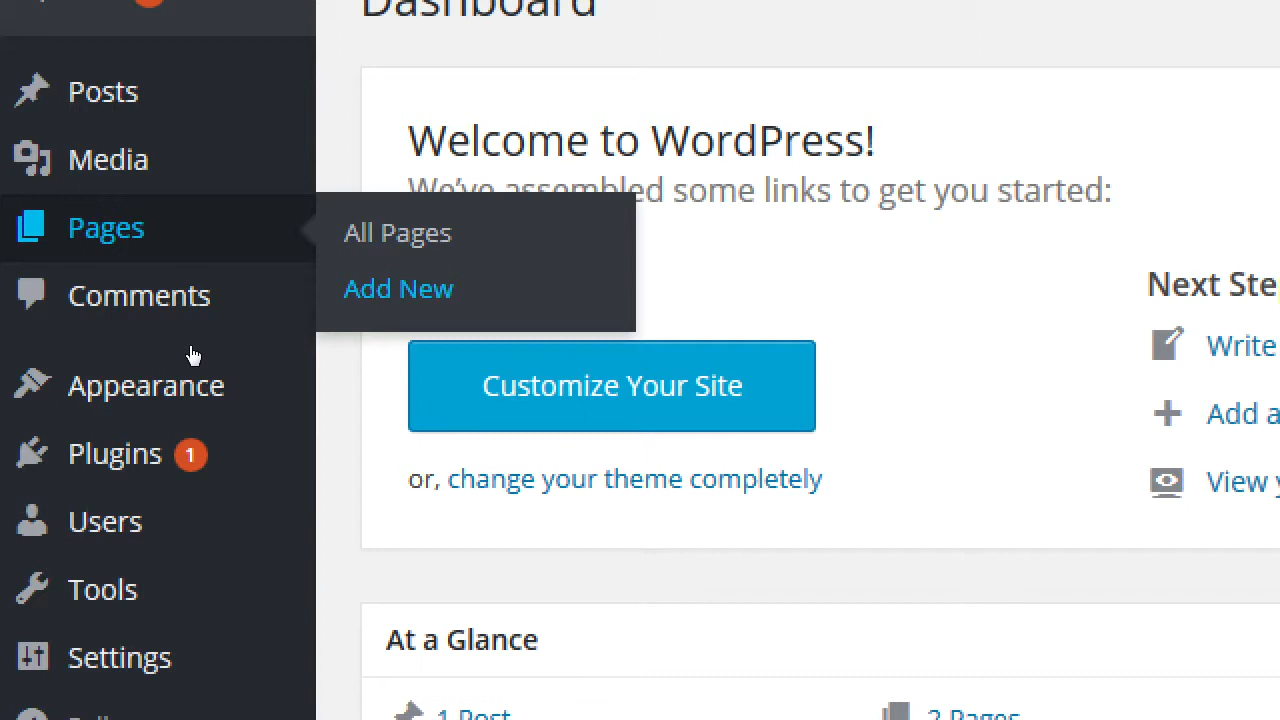 Dashboard
Posts
Media
Pages
Comments
Appearance
Plugins 1
Users
Tools
Settings
All Pages
Add New
Welcome to WordPress!
We've assembled some links to get you started:
Customize Your Site
or, change your theme completely
Next Ste
Write
Add a
View y
At a Glance
1 Post
2 Pages